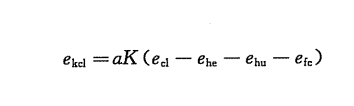 e_kcl = aK(e_cl − e_he − e_hu − e_fc)